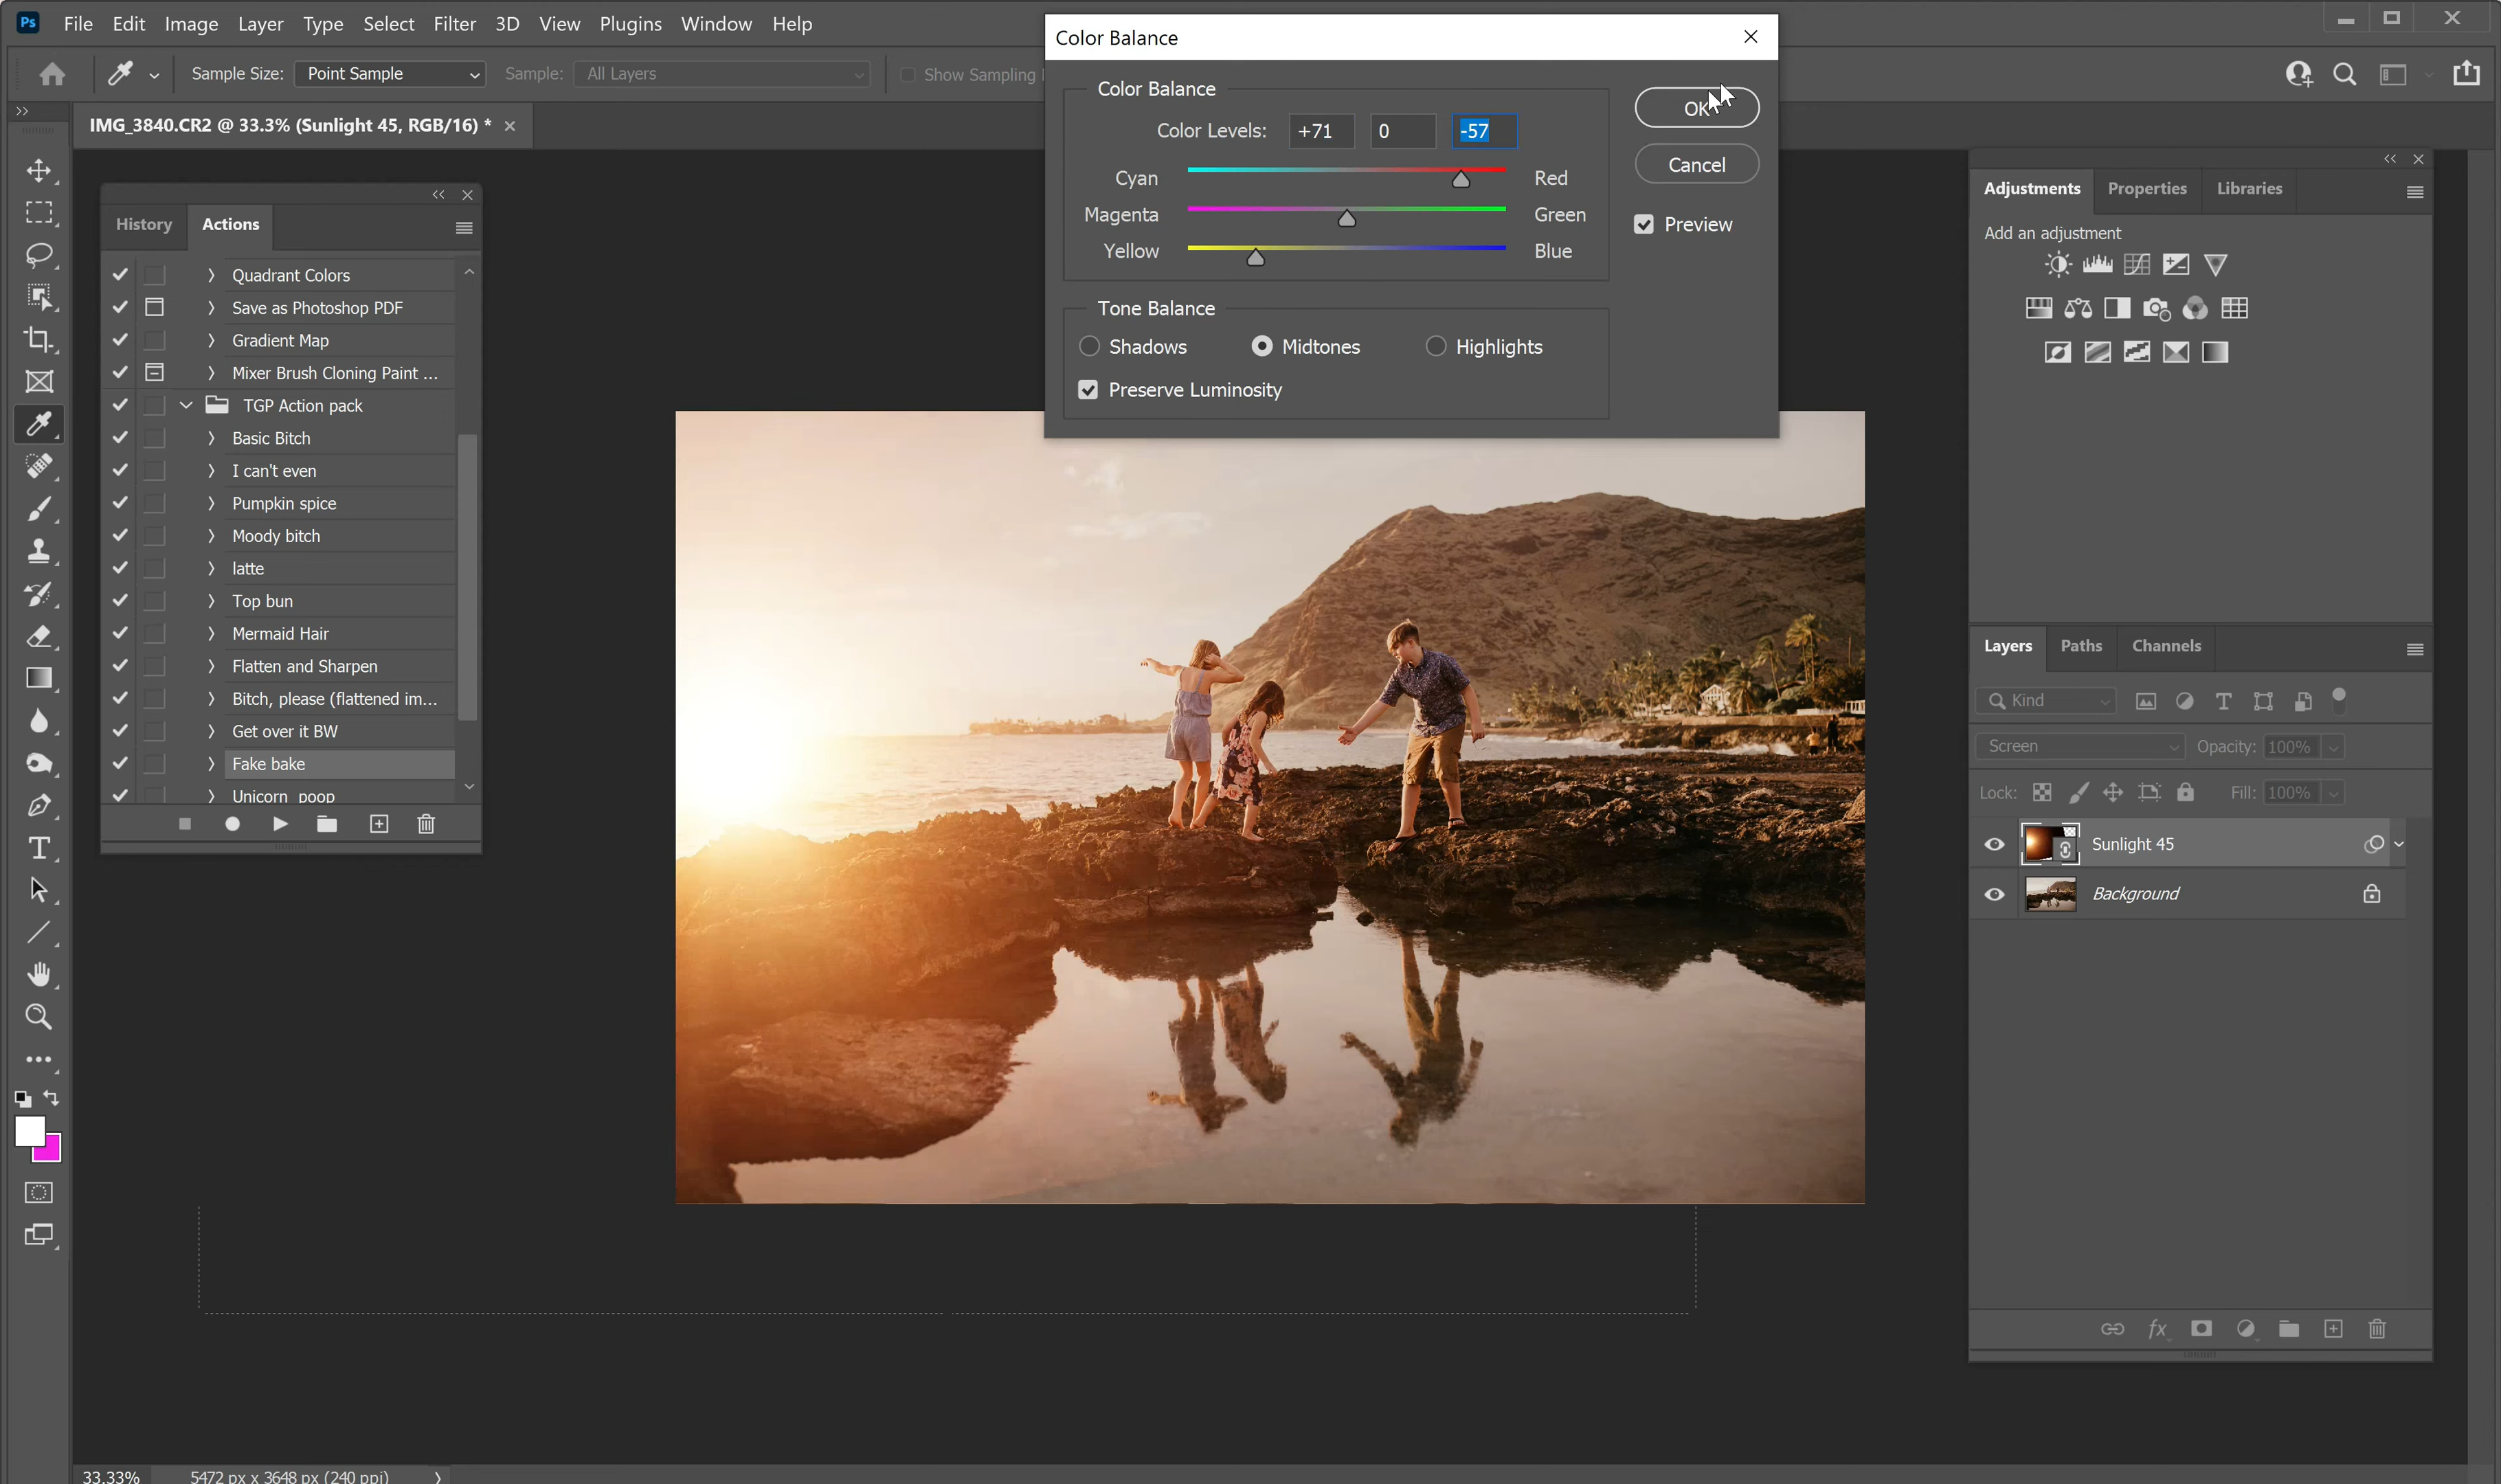 Ps File Edit Image Layer Type Select Filter 3D View Plugins Window Help
Sample Size: Point Sample Sample: All Layers Show Sampling
IMG_3840.CR2 @ 33.3% (Sunlight 45, RGB/16) *
History Actions
Quadrant Colors
Save as Photoshop PDF
Gradient Map
Mixer Brush Cloning Paint ...
TGP Action pack
Basic Bitch
I can't even
Pumpkin spice
Moody bitch
latte
Top bun
Mermaid Hair
Flatten and Sharpen
Bitch, please (flattened im...
Get over it BW
Fake bake
Unicorn poop
Color Balance
Color Balance
Color Levels: +71 0 -57
Cyan Red
Magenta Green
Yellow Blue
OK
Cancel
Preview
Tone Balance
Shadows Midtones Highlights
Preserve Luminosity
Adjustments Properties Libraries
Add an adjustment
Layers Paths Channels
Kind
Screen Opacity: 100%
Lock: Fill: 100%
Sunlight 45
Background
fx
33.33% 5472 px x 3648 px (240 ppi)